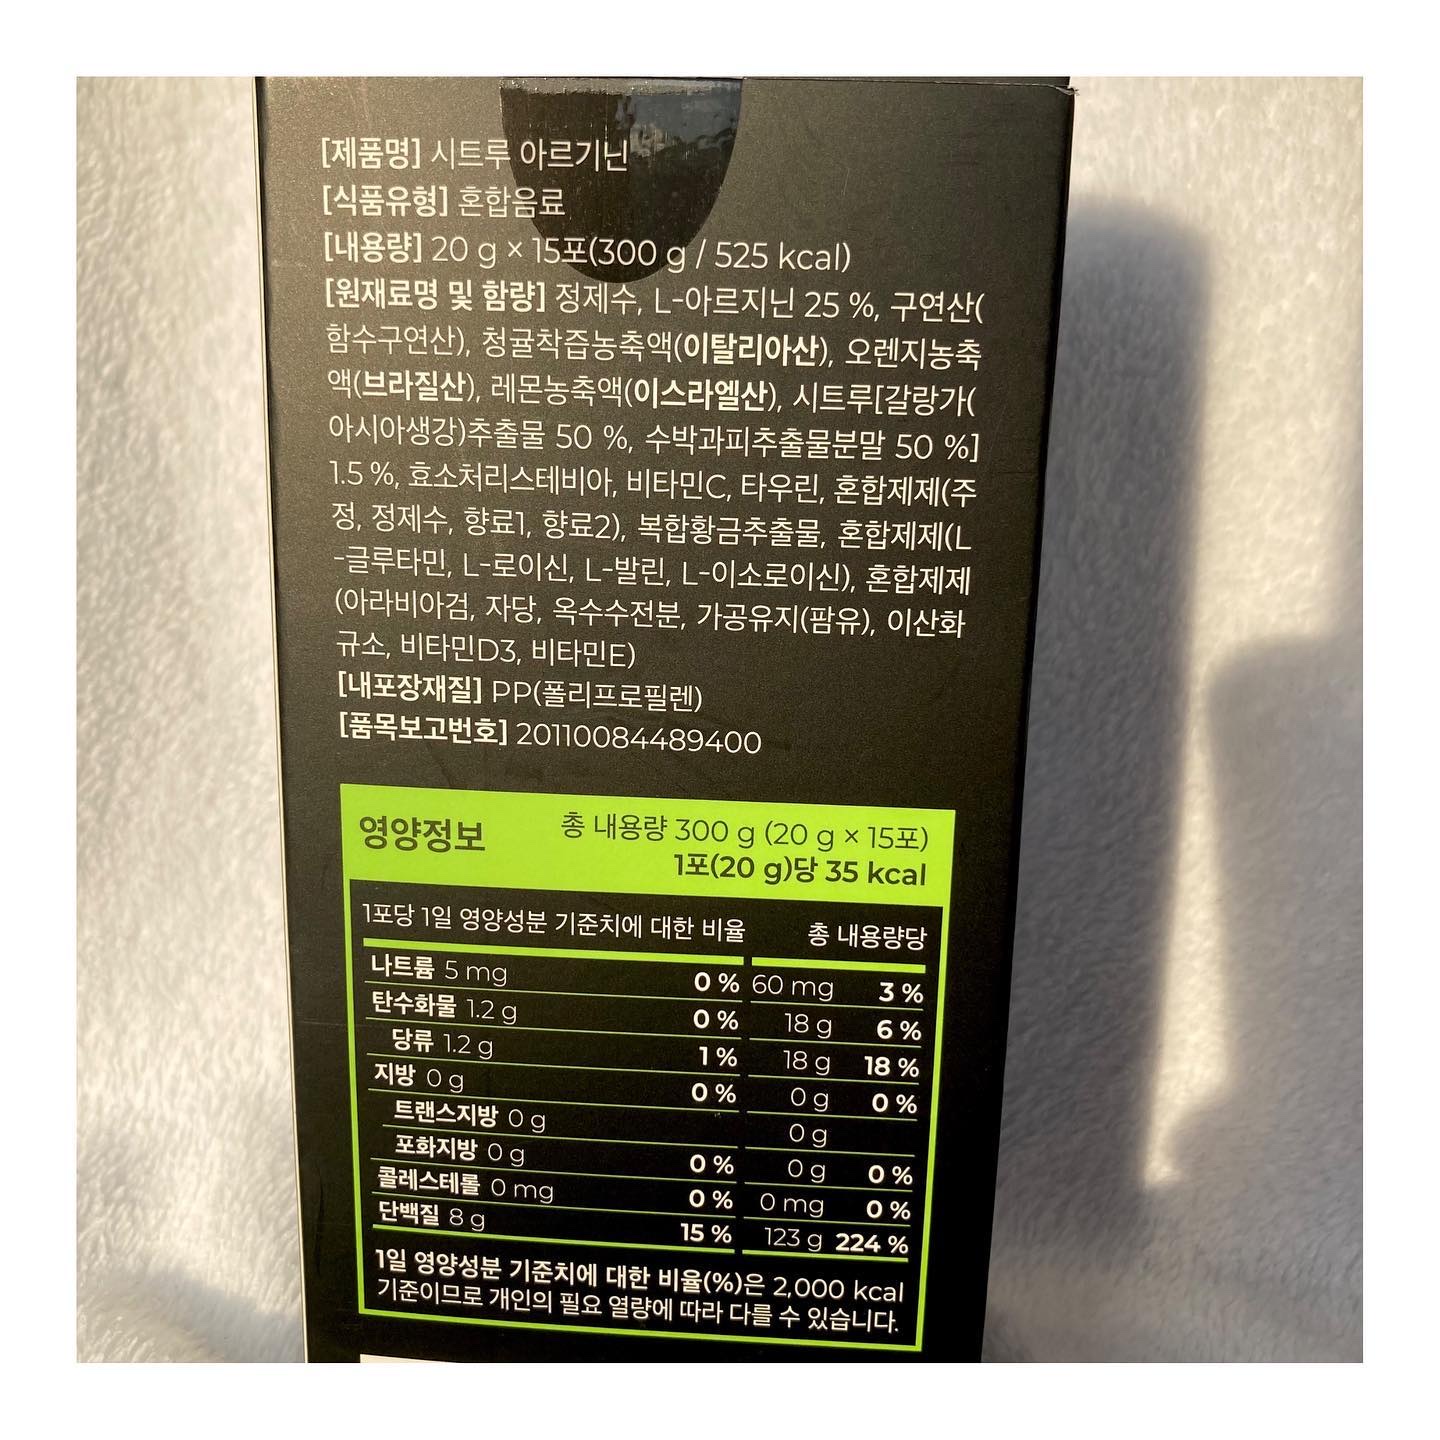 [제품명] 시트루 아르기닌
[식품유형] 혼합음료
[내용량] 20 g × 15포(300 g / 525 kcal)
[원재료명 및 함량] 정제수, L-아르지닌 25 %, 구연산(
함수구연산), 청귤착즙농축액(이탈리아산), 오렌지농축
액(브라질산), 레몬농축액(이스라엘산), 시트루[갈랑가(
아시아생강)추출물 50 %, 수박과피추출물분말 50 %]
1.5 %, 효소처리스테비아, 비타민C, 타우린, 혼합제제(주
정, 정제수, 향료1, 향료2), 복합황금추출물, 혼합제제(L
-글루타민, L-로이신, L-발린, L-이소로이신), 혼합제제
(아라비아검, 자당, 옥수수전분, 가공유지(팜유), 이산화
규소, 비타민D3, 비타민E)
[내포장재질] PP(폴리프로필렌)
[품목보고번호] 20110084489400
영양정보 총 내용량 300 g (20 g × 15포)
1포(20 g)당 35 kcal
1포당 1일 영양성분 기준치에 대한 비율 총 내용량당
나트륨 5 mg 0 % 60 mg 3 %
탄수화물 1.2 g 0 % 18 g 6 %
당류 1.2 g 1 % 18 g 18 %
지방 0 g 0 % 0 g 0 %
트랜스지방 0 g 0 g
포화지방 0 g 0 % 0 g 0 %
콜레스테롤 0 mg 0 % 0 mg 0 %
단백질 8 g 15 % 123 g 224 %
1일 영양성분 기준치에 대한 비율(%)은 2,000 kcal
기준이므로 개인의 필요 열량에 따라 다를 수 있습니다.